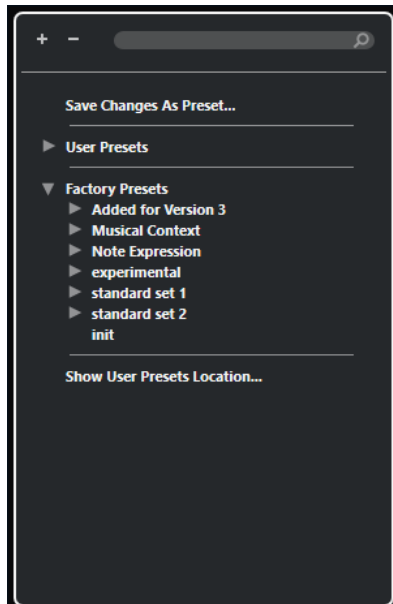 + −
Save Changes As Preset...
User Presets
Factory Presets
Added for Version 3
Musical Context
Note Expression
experimental
standard set 1
standard set 2
init
Show User Presets Location...